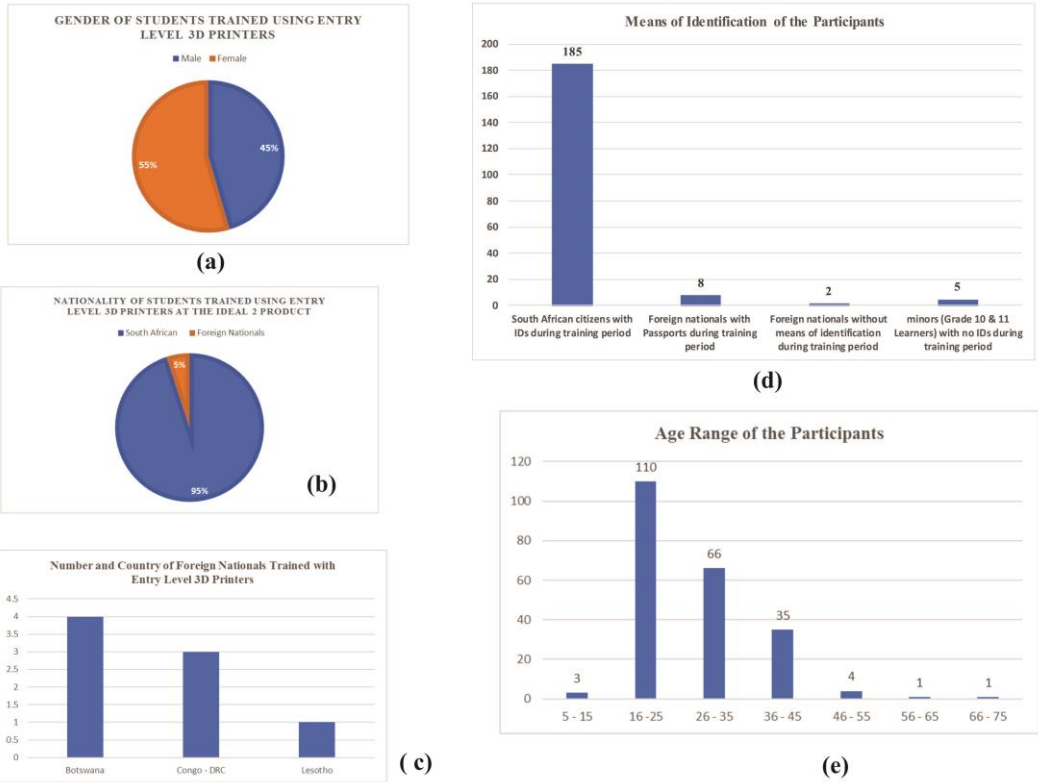 GENDER OF STUDENTS TRAINED USING ENTRY
LEVEL 3D PRINTERS
Male Female
45%
55%
(a)
NATIONALITY OF STUDENTS TRAINED USING ENTRY
LEVEL 3D PRINTERS AT THE IDEAL 2 PRODUCT
South African Foreign Nationals
5%
95%
(b)
Number and Country of Foreign Nationals Trained with
Entry Level 3D Printers
4.5
4
3.5
3
2.5
2
1.5
1
0.5
0
Botswana Congo - DRC Lesotho
( c)
Means of Identification of the Participants
200
180
160
140
120
100
80
60
40
20
0
185
8
2
5
South African citizens with
IDs during training period
Foreign nationals with
Passports during training
period
Foreign nationals without
means of identification
during training period
minors (Grade 10 & 11
Learners) with no IDs during
training period
(d)
Age Range of the Participants
120
100
80
60
40
20
0
3
110
66
35
4
1
1
5 - 15 16 -25 26 - 35 36 - 45 46 - 55 56 - 65 66 - 75
(e)